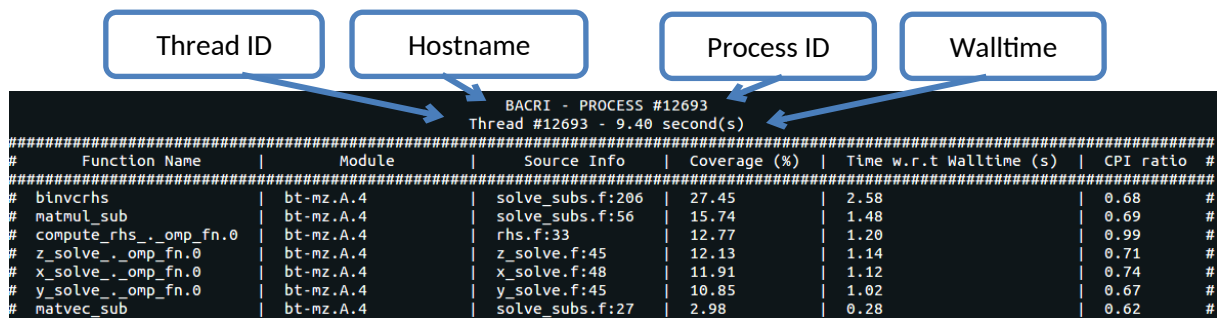 Thread ID Hostname Process ID Walltime
BACRI - PROCESS #12693
Thread #12693 - 9.40 second(s)
# Function Name | Module | Source Info | Coverage (%) | Time w.r.t Walltime (s) | CPI ratio #
# binvcrhs | bt-mz.A.4 | solve_subs.f:206 | 27.45 | 2.58 | 0.68 #
# matmul_sub | bt-mz.A.4 | solve_subs.f:56 | 15.74 | 1.48 | 0.69 #
# compute_rhs_._omp_fn.0 | bt-mz.A.4 | rhs.f:33 | 12.77 | 1.20 | 0.99 #
# z_solve_._omp_fn.0 | bt-mz.A.4 | z_solve.f:45 | 12.13 | 1.14 | 0.71 #
# x_solve_._omp_fn.0 | bt-mz.A.4 | x_solve.f:48 | 11.91 | 1.12 | 0.74 #
# y_solve_._omp_fn.0 | bt-mz.A.4 | y_solve.f:45 | 10.85 | 1.02 | 0.67 #
# matvec_sub | bt-mz.A.4 | solve_subs.f:27 | 2.98 | 0.28 | 0.62 #